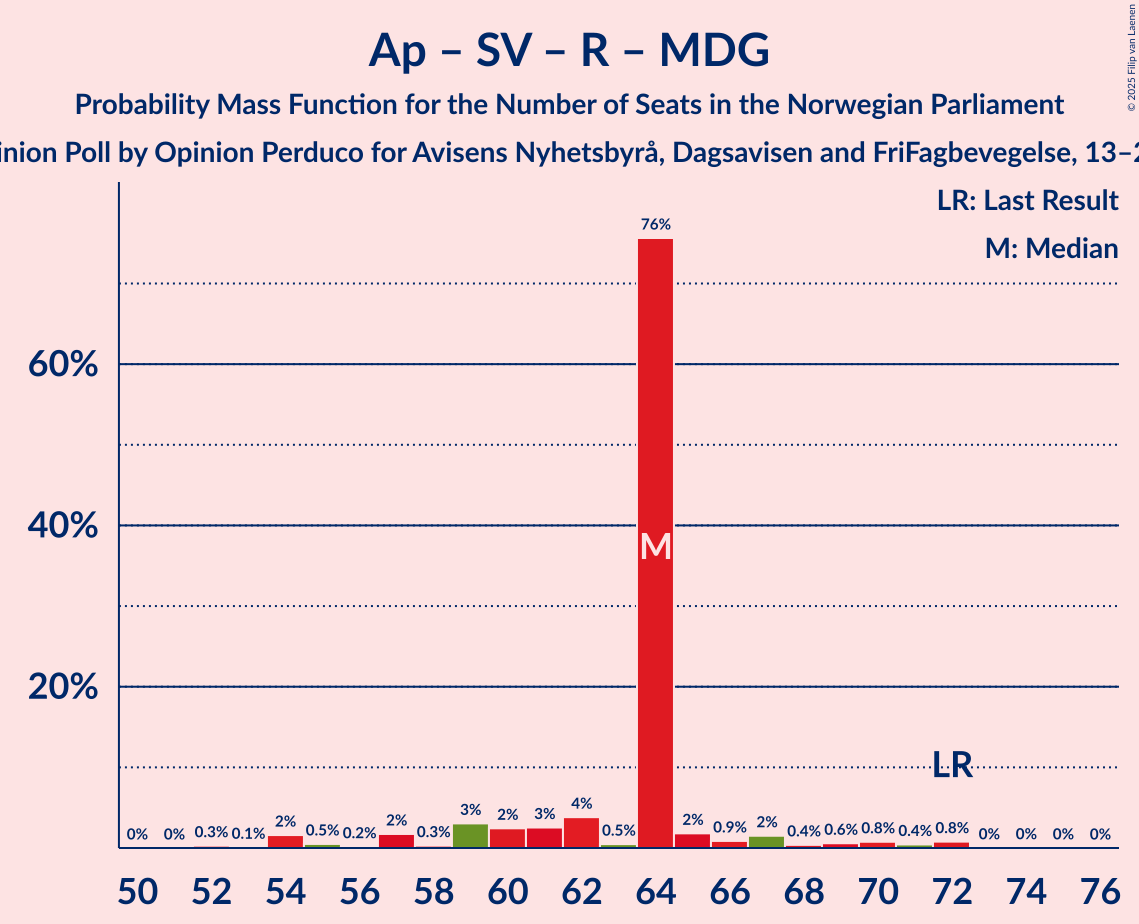 Ap – SV – R – MDG
Probability Mass Function for the Number of Seats in the Norwegian Parliament
inion Poll by Opinion Perduco for Avisens Nyhetsbyrå, Dagsavisen and FriFagbevegelse, 13–2
© 2025 Filip van Laenen
LR: Last Result
M: Median
76%
60%
40%
M
20%
LR
0% 0% 0.3% 0.1% 2% 0.5% 0.2% 2% 0.3% 3% 2% 3% 4% 0.5% 2% 0.9% 2% 0.4% 0.6% 0.8% 0.4% 0.8% 0% 0% 0% 0%
50 52 54 56 58 60 62 64 66 68 70 72 74 76